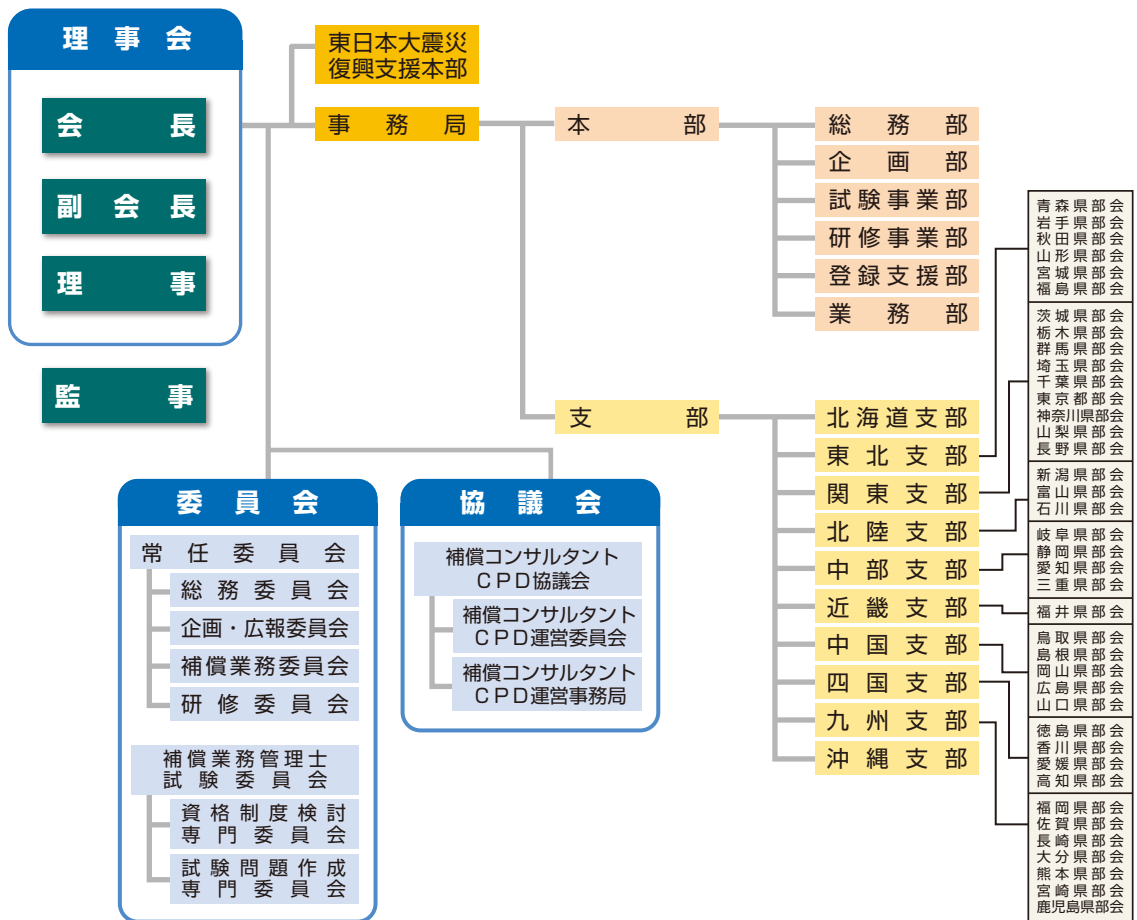 理事会
会長
副会長
理事
監事
東日本大震災
復興支援本部
事務局
本部
総務部
企画部
試験事業部
研修事業部
登録支援部
業務部
支部
北海道支部
東北支部
関東支部
北陸支部
中部支部
近畿支部
中国支部
四国支部
九州支部
沖縄支部
青森県部会
岩手県部会
秋田県部会
山形県部会
宮城県部会
福島県部会
茨城県部会
栃木県部会
群馬県部会
埼玉県部会
千葉県部会
東京都部会
神奈川県部会
山梨県部会
長野県部会
新潟県部会
富山県部会
石川県部会
岐阜県部会
静岡県部会
愛知県部会
三重県部会
福井県部会
鳥取県部会
島根県部会
岡山県部会
広島県部会
山口県部会
徳島県部会
香川県部会
愛媛県部会
高知県部会
福岡県部会
佐賀県部会
長崎県部会
大分県部会
熊本県部会
宮崎県部会
鹿児島県部会
委員会
常任委員会
総務委員会
企画・広報委員会
補償業務委員会
研修委員会
補償業務管理士
試験委員会
資格制度検討
専門委員会
試験問題作成
専門委員会
協議会
補償コンサルタント
CPD協議会
補償コンサルタント
CPD運営委員会
補償コンサルタント
CPD運営事務局